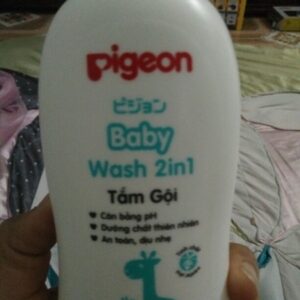 pigeon
ピジョン
Baby
Wash 2in1
Tắm Gội
Cân bằng pH
Dưỡng chất thiên nhiên
An toàn, dịu nhẹ